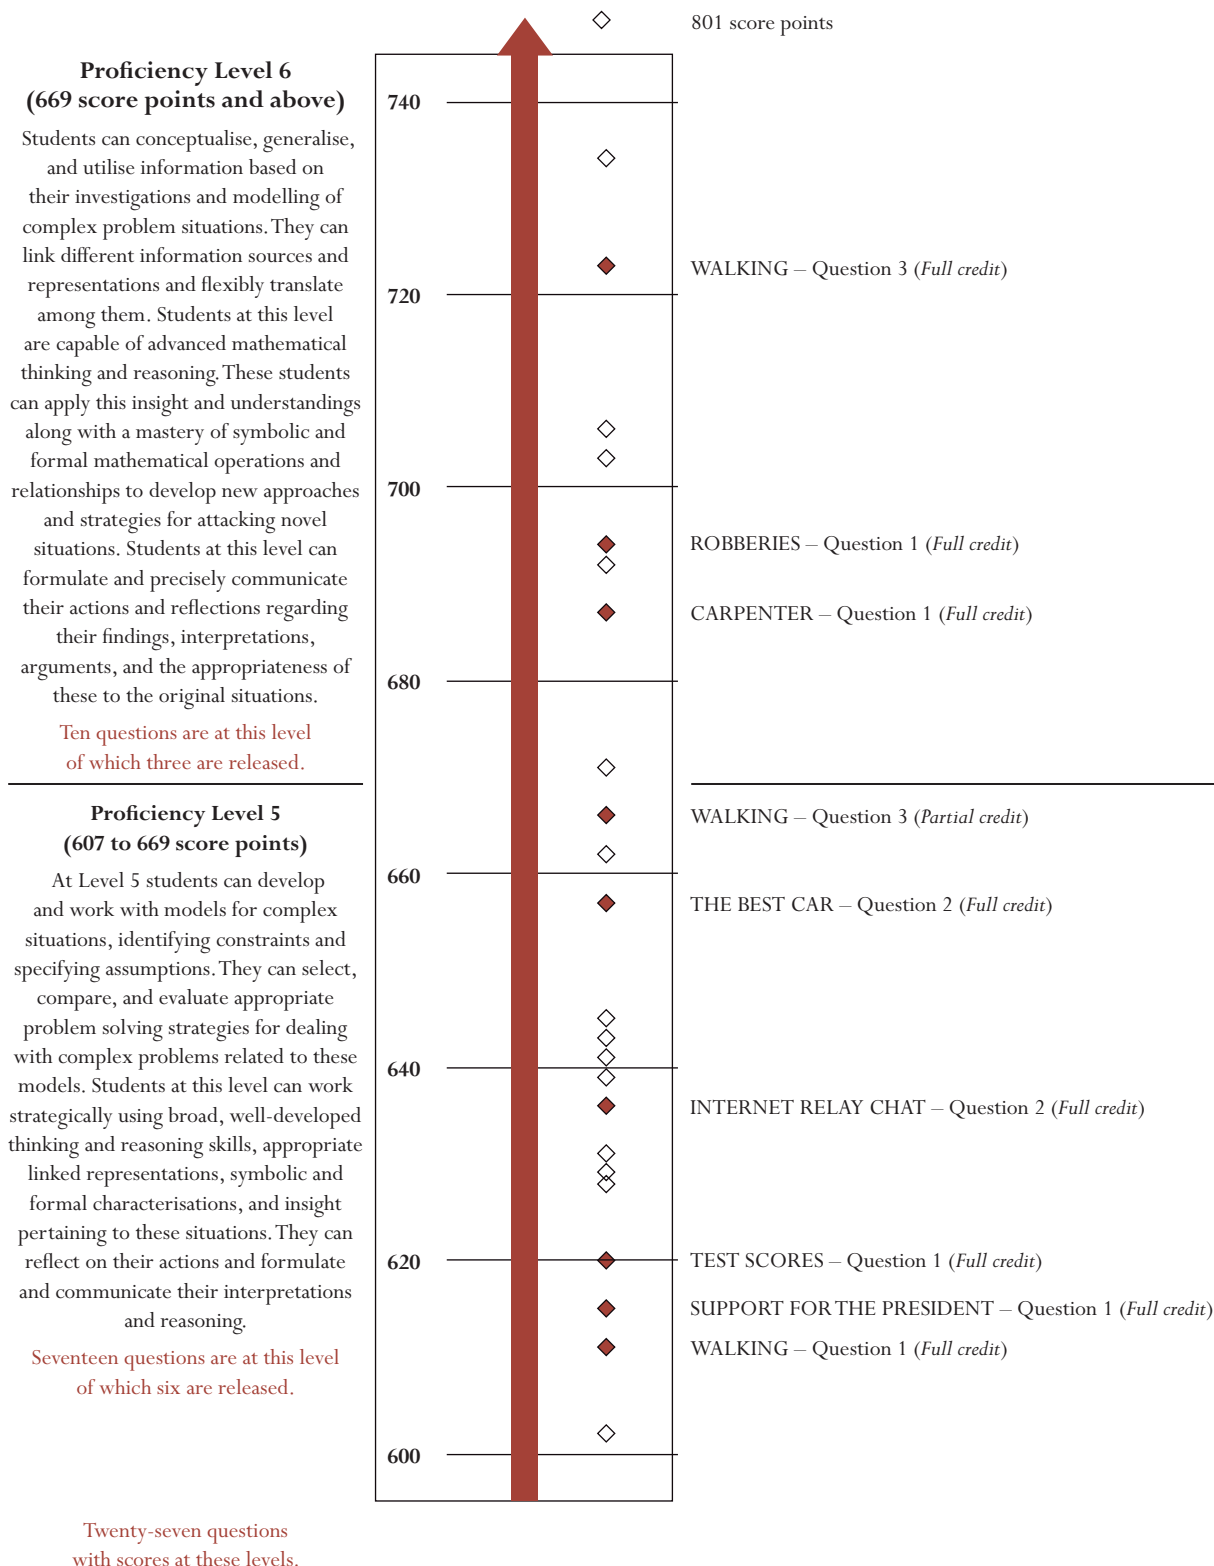 801 score points
Proficiency Level 6
(669 score points and above)
Students can conceptualise, generalise,
and utilise information based on
their investigations and modelling of
complex problem situations. They can
link different information sources and
representations and flexibly translate
among them. Students at this level
are capable of advanced mathematical
thinking and reasoning. These students
can apply this insight and understandings
along with a mastery of symbolic and
formal mathematical operations and
relationships to develop new approaches
and strategies for attacking novel
situations. Students at this level can
formulate and precisely communicate
their actions and reflections regarding
their findings, interpretations,
arguments, and the appropriateness of
these to the original situations.
Ten questions are at this level
of which three are released.
Proficiency Level 5
(607 to 669 score points)
At Level 5 students can develop
and work with models for complex
situations, identifying constraints and
specifying assumptions. They can select,
compare, and evaluate appropriate
problem solving strategies for dealing
with complex problems related to these
models. Students at this level can work
strategically using broad, well-developed
thinking and reasoning skills, appropriate
linked representations, symbolic and
formal characterisations, and insight
pertaining to these situations. They can
reflect on their actions and formulate
and communicate their interpretations
and reasoning.
Seventeen questions are at this level
of which six are released.
Twenty-seven questions
with scores at these levels.
740
720
700
680
660
640
620
600
WALKING – Question 3 (Full credit)
ROBBERIES – Question 1 (Full credit)
CARPENTER – Question 1 (Full credit)
WALKING – Question 3 (Partial credit)
THE BEST CAR – Question 2 (Full credit)
INTERNET RELAY CHAT – Question 2 (Full credit)
TEST SCORES – Question 1 (Full credit)
SUPPORT FOR THE PRESIDENT – Question 1 (Full credit)
WALKING – Question 1 (Full credit)